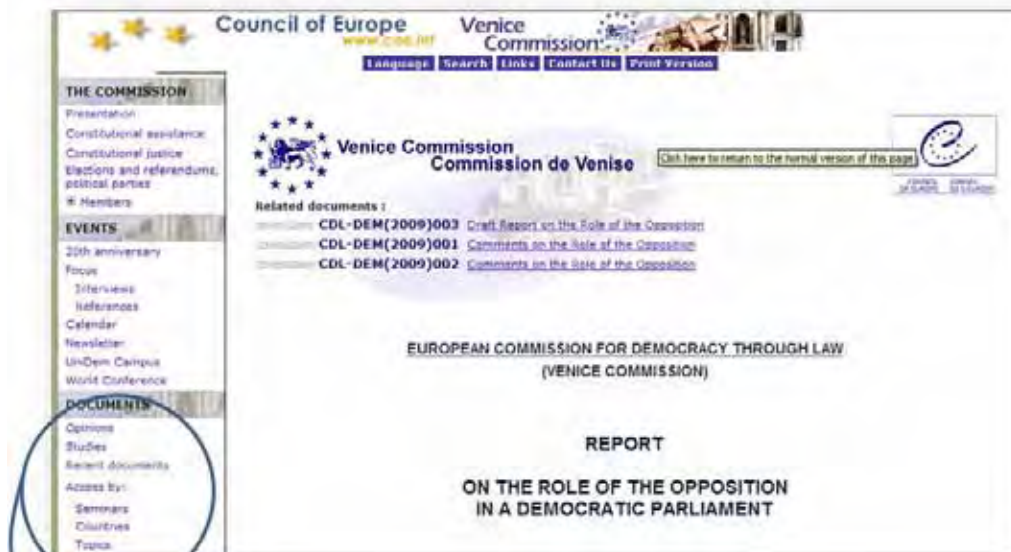 Council of Europe
www.coe.int
Venice
Commission
Language Search Links Contact Us Print Version
THE COMMISSION
Presentation
Constitutional assistance
Constitutional justice
Elections and referendums,
political parties
Members
EVENTS
20th anniversary
Focus
Interviews
References
Calendar
Newsletter
UniDem Campus
World Conference
DOCUMENTS
Opinions
Studies
Recent documents
Access by:
Seminars
Countries
Topics
Venice Commission
Commission de Venise
Click here to return to the normal version of this page.
COUNCIL OF EUROPE CONSEIL DE L'EUROPE
Related documents :
CDL-DEM(2009)003 Draft Report on the Role of the Opposition
CDL-DEM(2009)001 Comments on the Role of the Opposition
CDL-DEM(2009)002 Comments on the Role of the Opposition
EUROPEAN COMMISSION FOR DEMOCRACY THROUGH LAW
(VENICE COMMISSION)
REPORT
ON THE ROLE OF THE OPPOSITION
IN A DEMOCRATIC PARLIAMENT